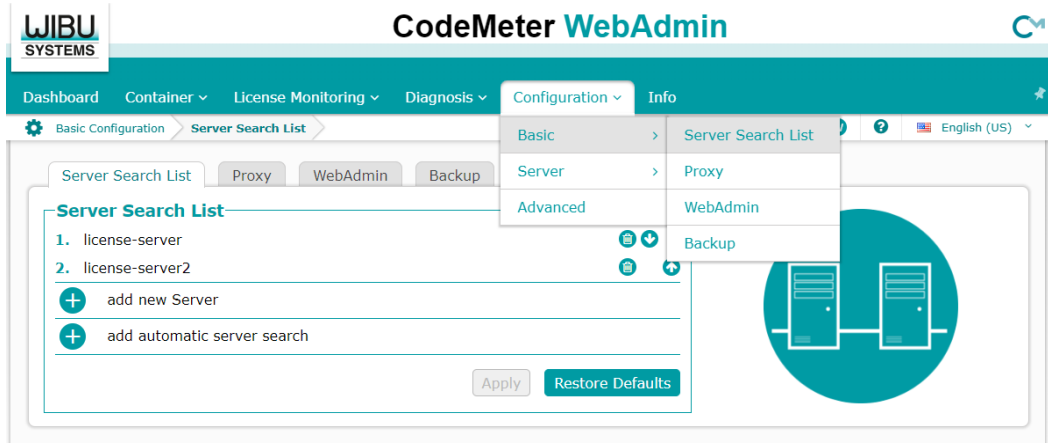 WIBU
SYSTEMS
CodeMeter WebAdmin
Dashboard Container License Monitoring Diagnosis Configuration Info
Basic Configuration Server Search List
English (US)
Basic
Server
Advanced
Server Search List
Proxy
WebAdmin
Backup
Server Search List Proxy WebAdmin Backup
Server Search List
1. license-server
2. license-server2
add new Server
add automatic server search
Apply Restore Defaults